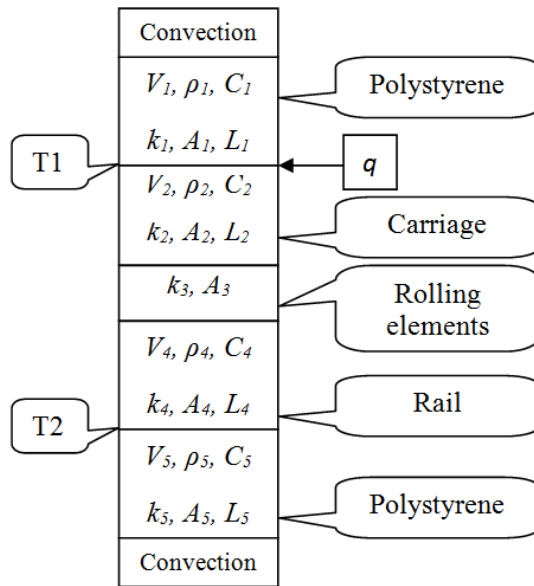 Convection
V₁, ρ₁, C₁
Polystyrene
k₁, A₁, L₁
T1
q
V₂, ρ₂, C₂
k₂, A₂, L₂
Carriage
k₃, A₃
Rolling
elements
V₄, ρ₄, C₄
k₄, A₄, L₄
Rail
T2
V₅, ρ₅, C₅
k₅, A₅, L₅
Polystyrene
Convection